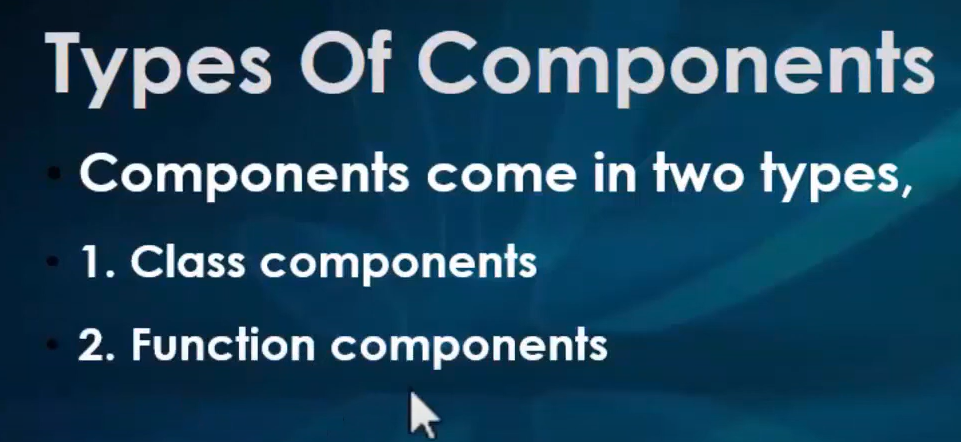 Types Of Components
• Components come in two types,
• 1. Class components
• 2. Function components